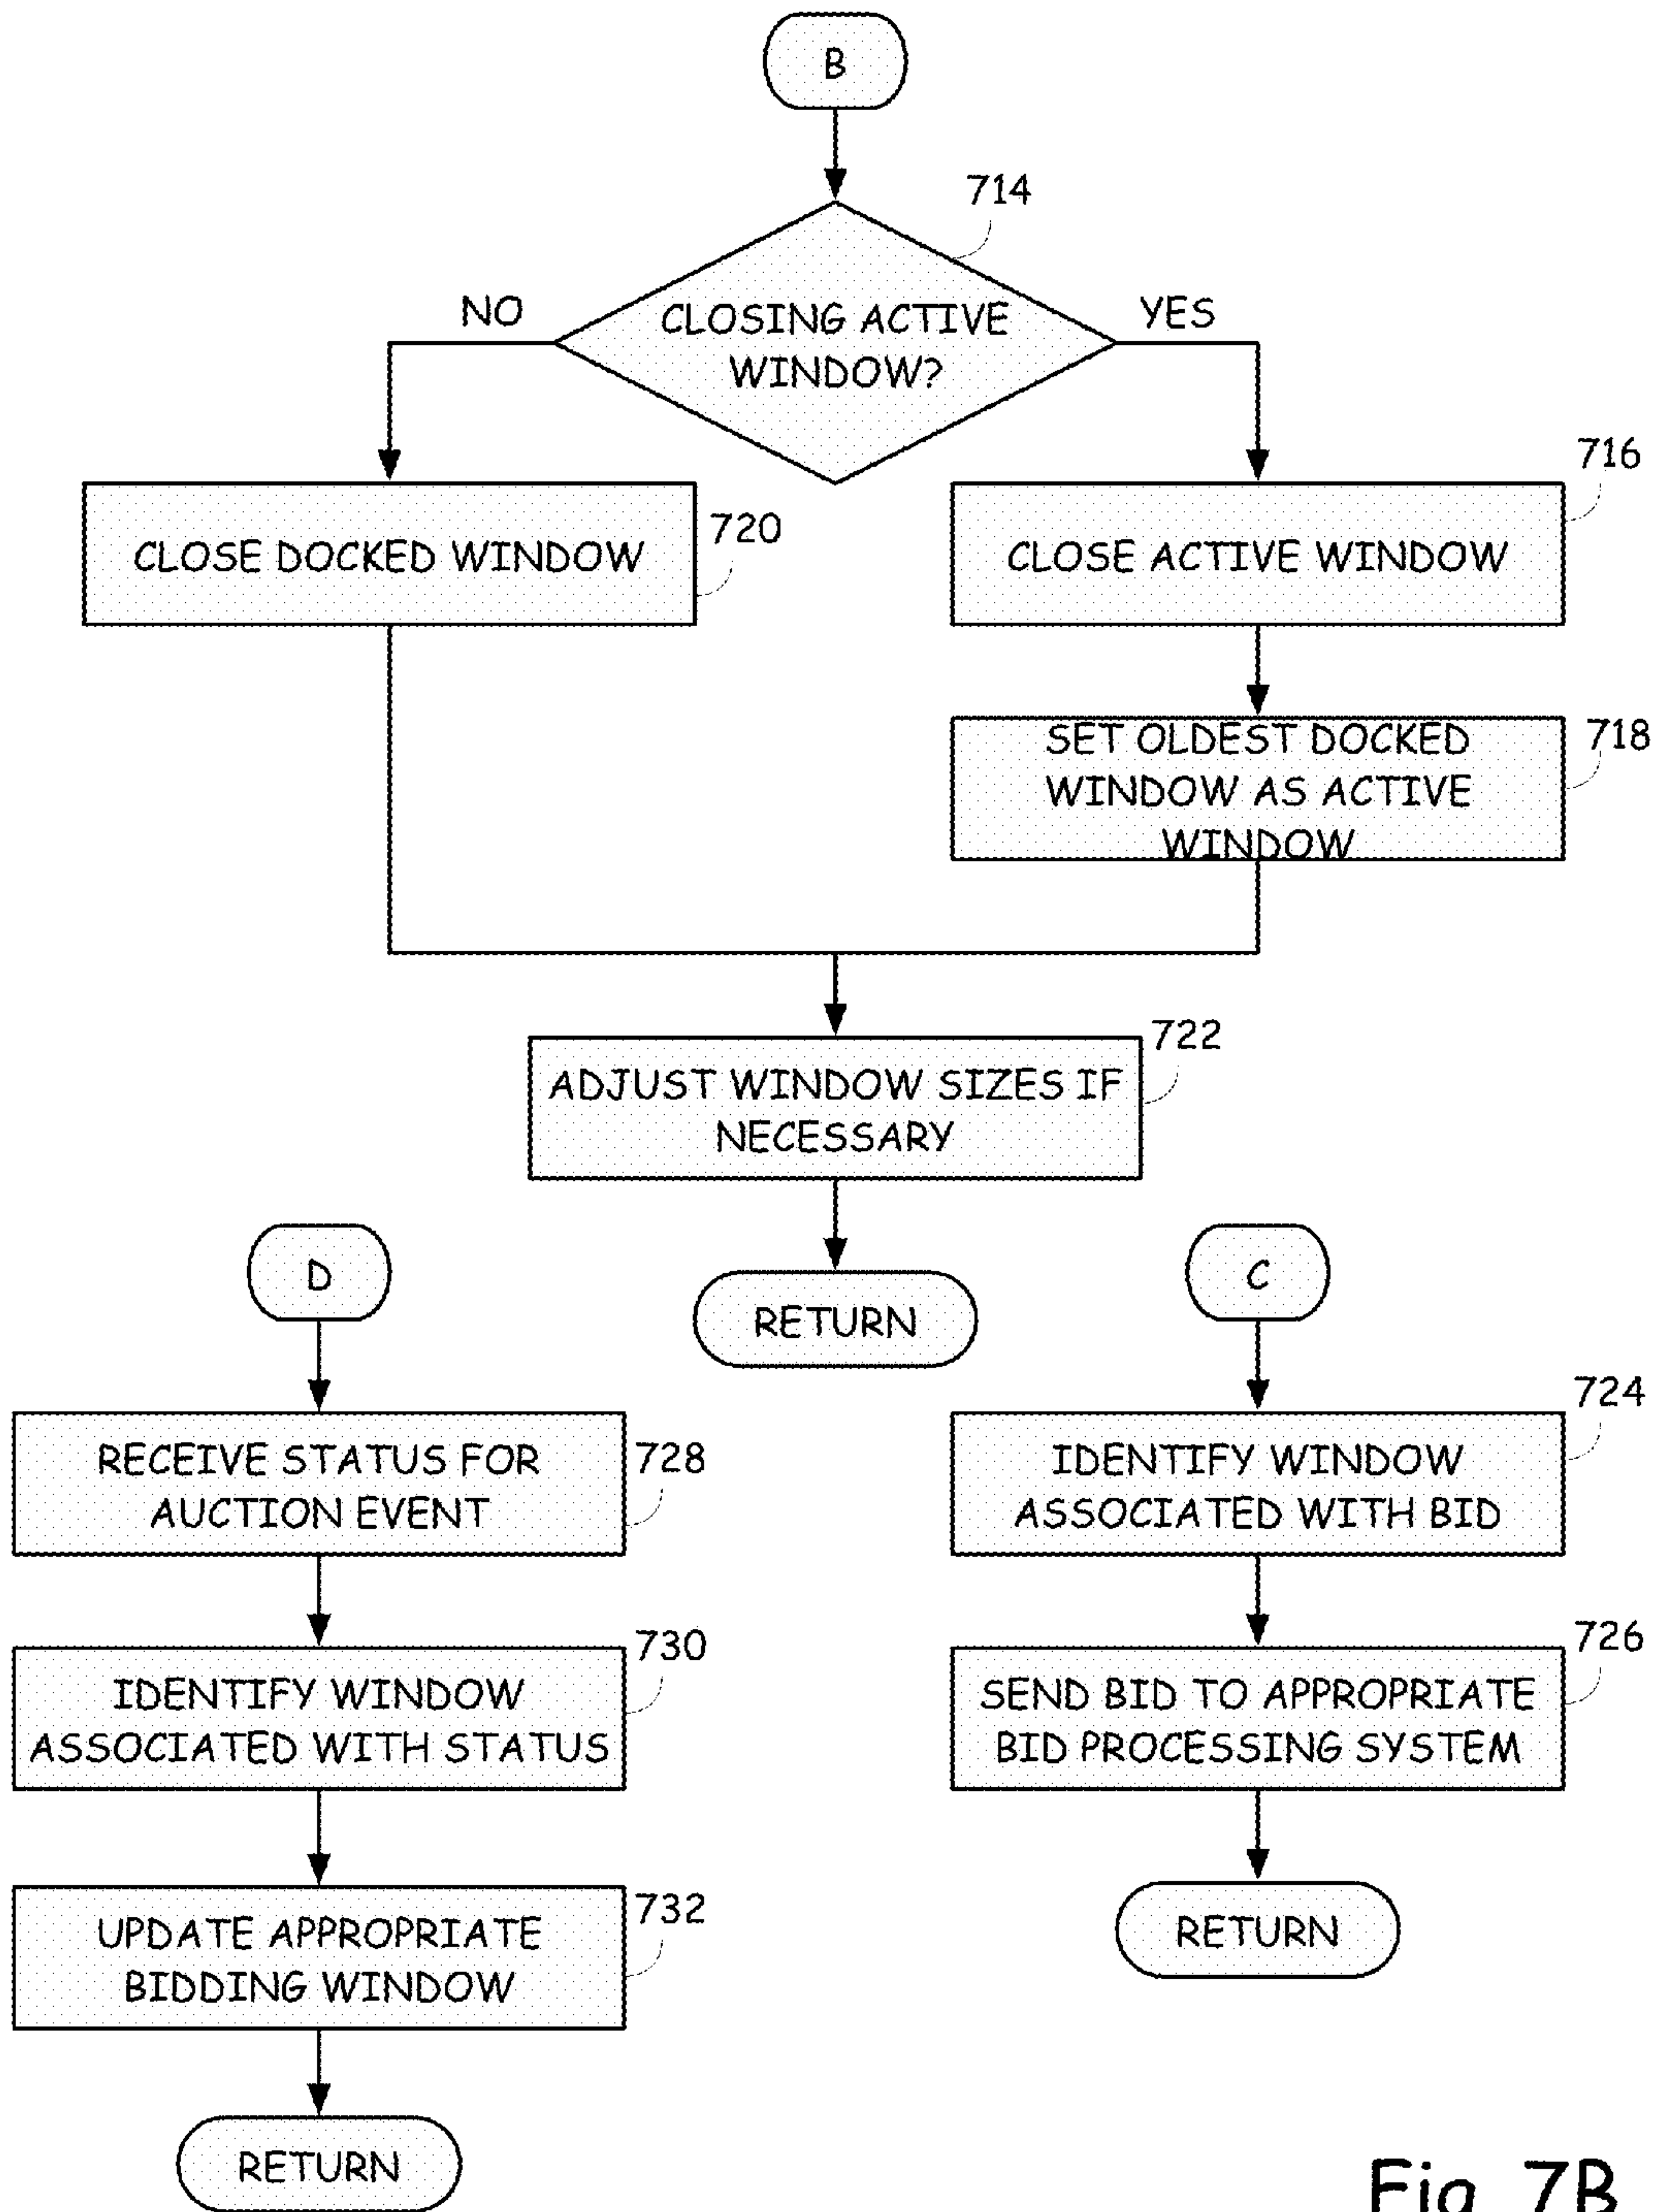 B
714
CLOSING ACTIVE
WINDOW?
NO
YES
720
CLOSE DOCKED WINDOW
716
CLOSE ACTIVE WINDOW
718
SET OLDEST DOCKED
WINDOW AS ACTIVE
WINDOW
722
ADJUST WINDOW SIZES IF
NECESSARY
RETURN
D
728
RECEIVE STATUS FOR
AUCTION EVENT
730
IDENTIFY WINDOW
ASSOCIATED WITH STATUS
732
UPDATE APPROPRIATE
BIDDING WINDOW
RETURN
C
724
IDENTIFY WINDOW
ASSOCIATED WITH BID
726
SEND BID TO APPROPRIATE
BID PROCESSING SYSTEM
RETURN
Fig 7B